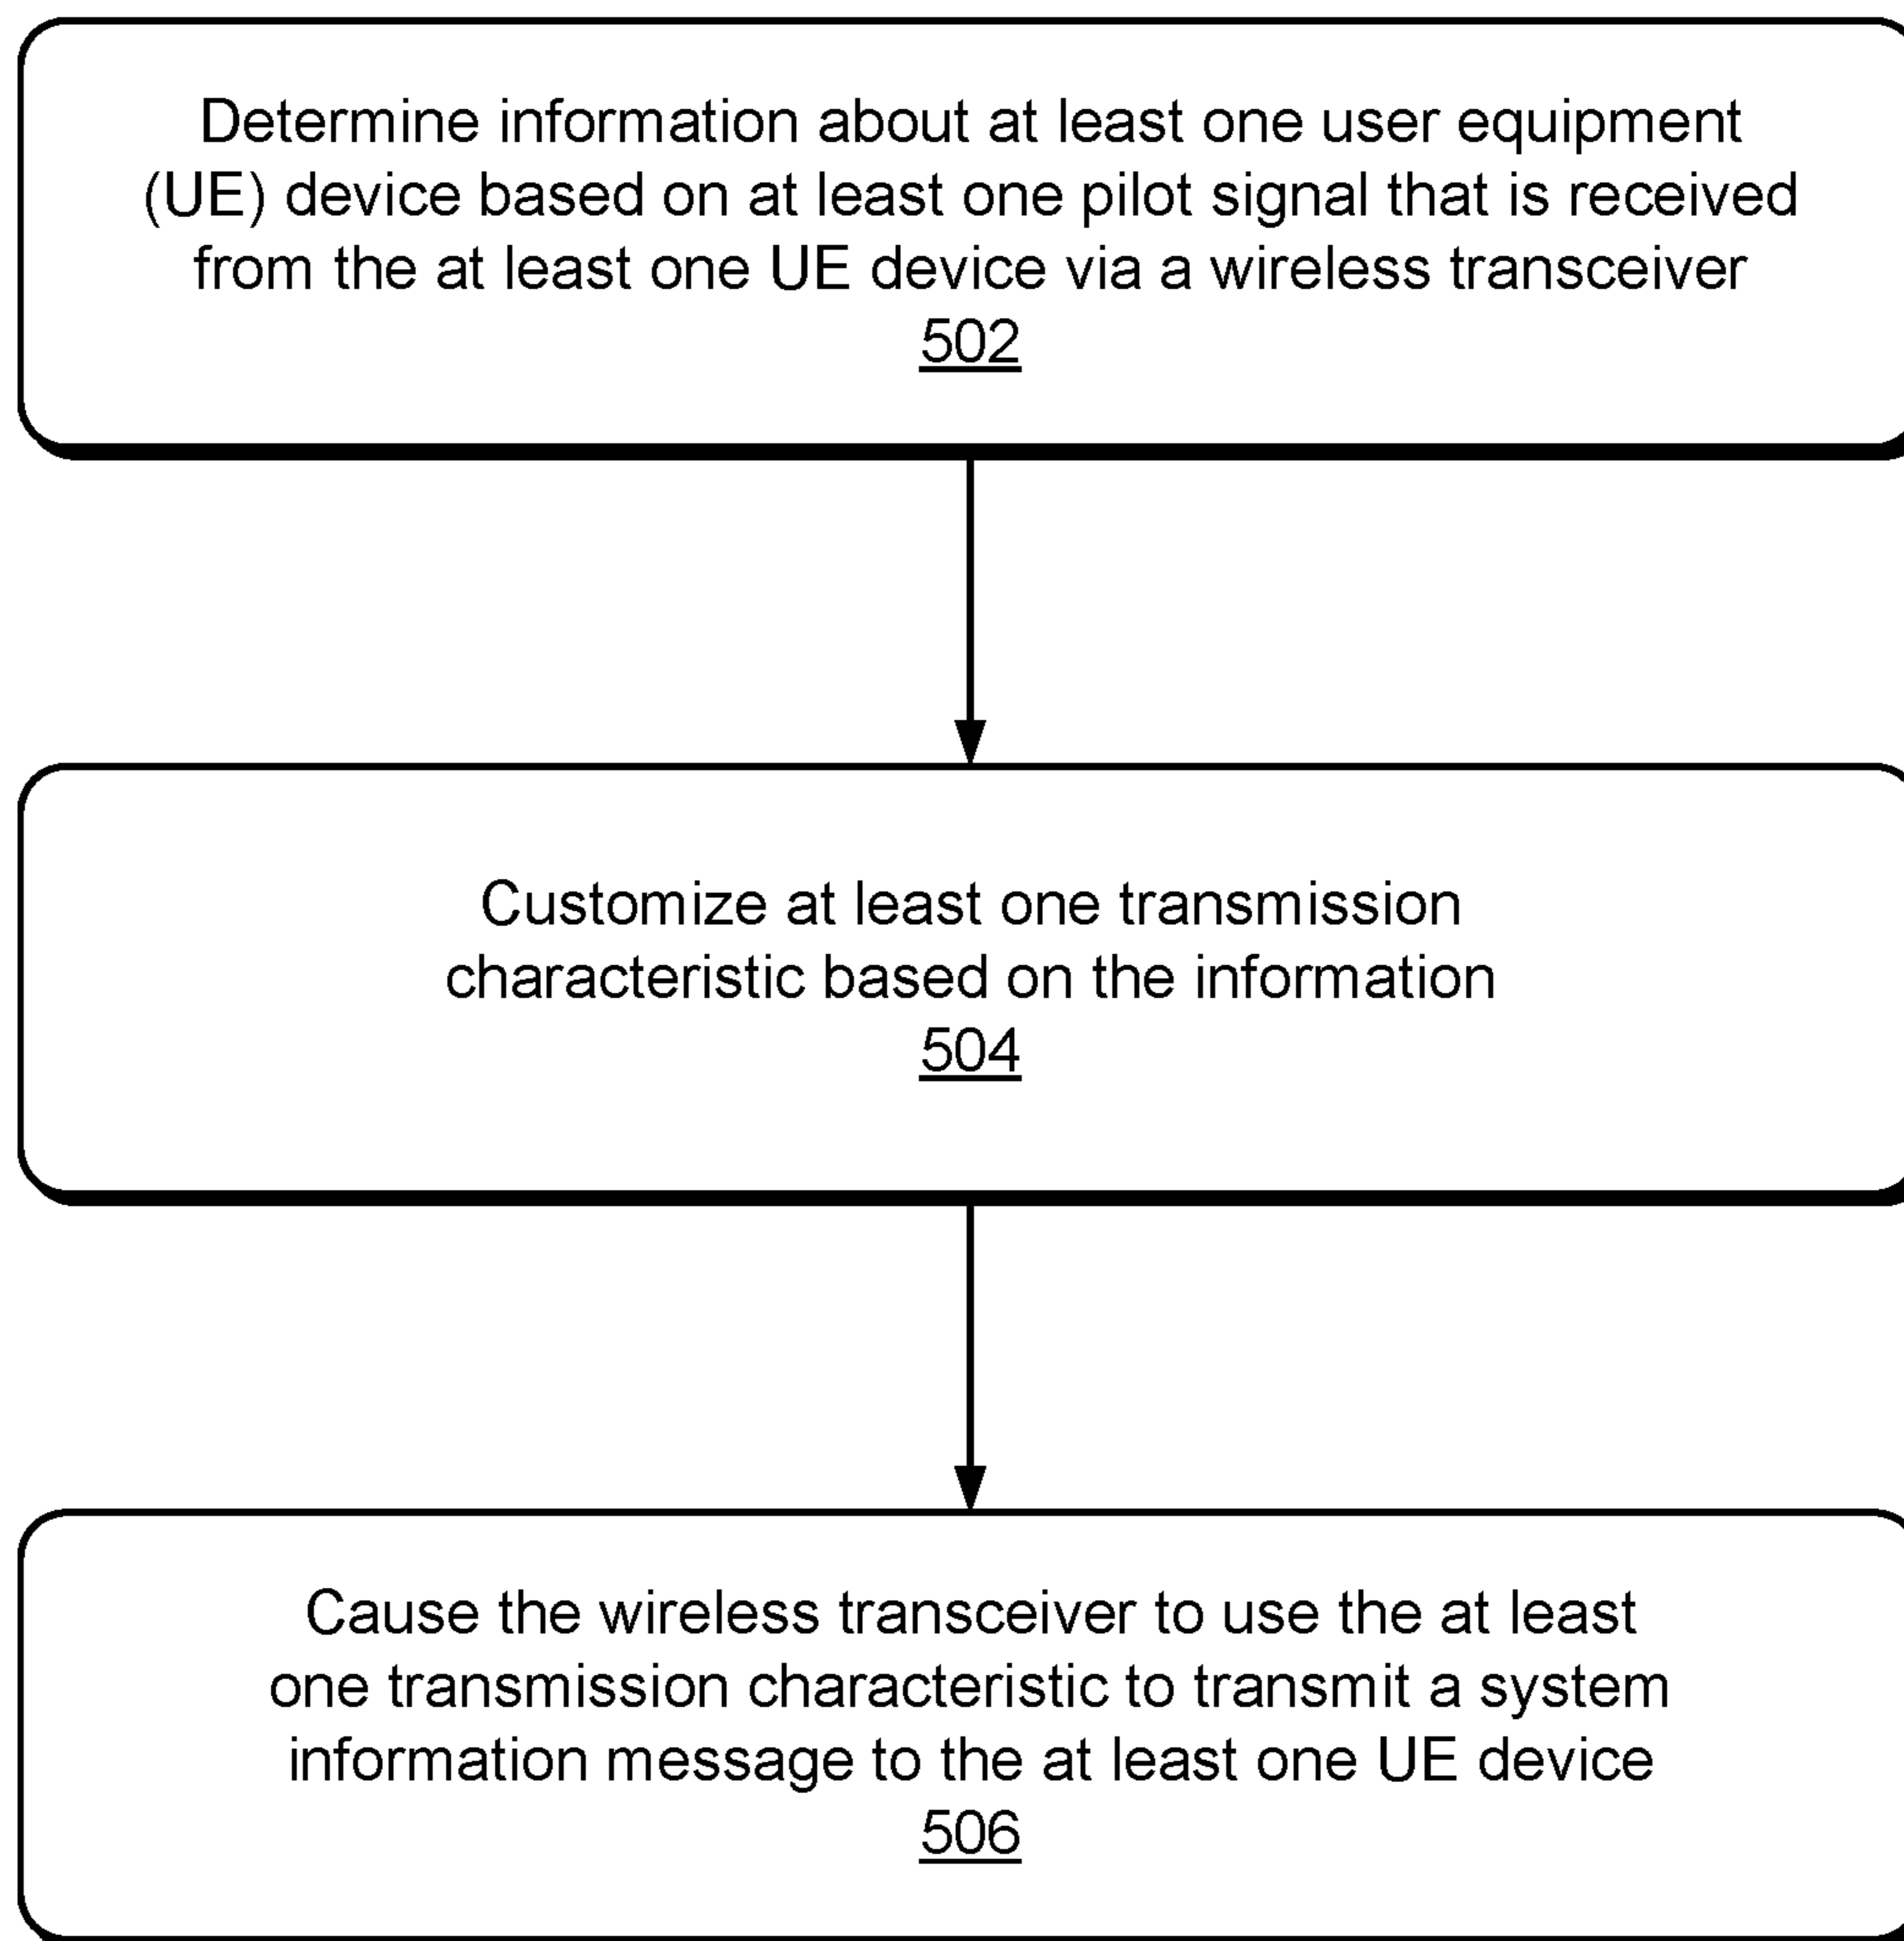 Determine information about at least one user equipment
(UE) device based on at least one pilot signal that is received
from the at least one UE device via a wireless transceiver
502
Customize at least one transmission
characteristic based on the information
504
Cause the wireless transceiver to use the at least
one transmission characteristic to transmit a system
information message to the at least one UE device
506